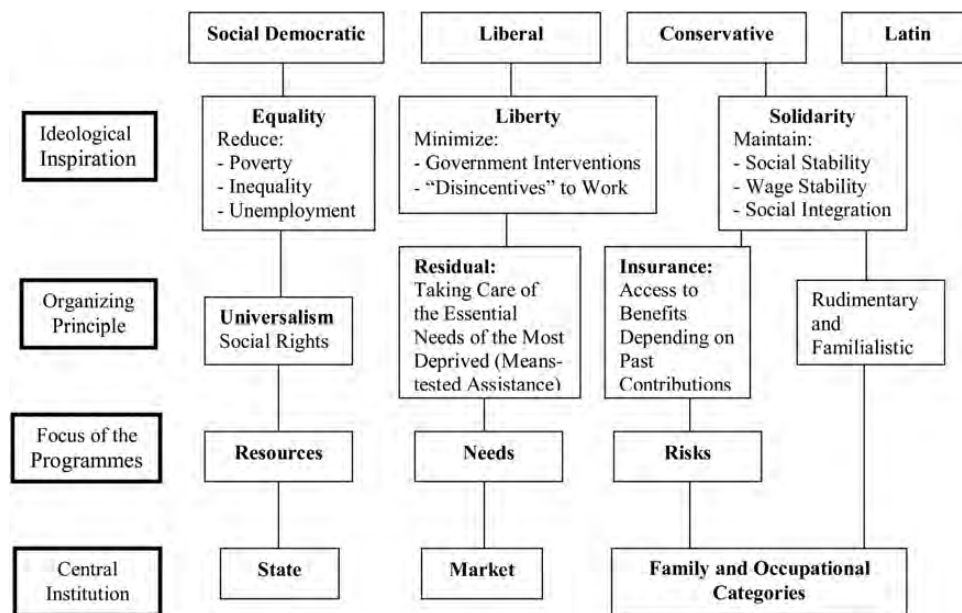 Social Democratic
Liberal
Conservative
Latin
Ideological
Inspiration
Equality
Reduce:
- Poverty
- Inequality
- Unemployment
Liberty
Minimize:
- Government Interventions
- “Disincentives” to Work
Solidarity
Maintain:
- Social Stability
- Wage Stability
- Social Integration
Organizing
Principle
Universalism
Social Rights
Residual:
Taking Care of
the Essential
Needs of the Most
Deprived (Means-
tested Assistance)
Insurance:
Access to
Benefits
Depending on
Past
Contributions
Rudimentary
and
Familialistic
Focus of the
Programmes
Resources
Needs
Risks
Central
Institution
State
Market
Family and Occupational
Categories